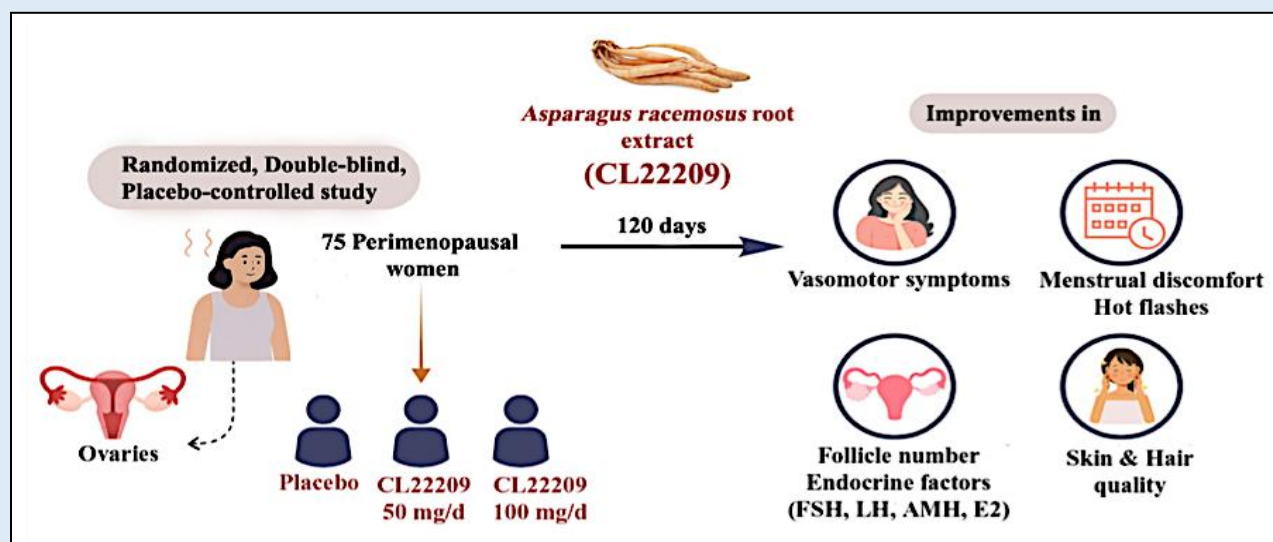 Randomized, Double-blind,
Placebo-controlled study
75 Perimenopausal
women
Ovaries
Placebo
CL22209
50 mg/d
CL22209
100 mg/d
Asparagus racemosus root
extract
(CL22209)
120 days
Improvements in
Vasomotor symptoms
Menstrual discomfort
Hot flashes
Follicle number
Endocrine factors
(FSH, LH, AMH, E2)
Skin & Hair
quality